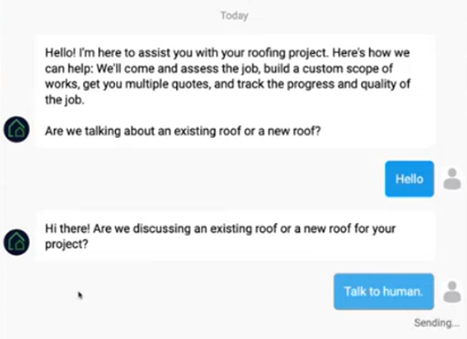 Today
Hello! I'm here to assist you with your roofing project. Here's how we
can help: We'll come and assess the job, build a custom scope of
works, get you multiple quotes, and track the progress and quality of
the job.
Are we talking about an existing roof or a new roof?
Hello
Hi there! Are we discussing an existing roof or a new roof for your
project?
Talk to human.
Sending...